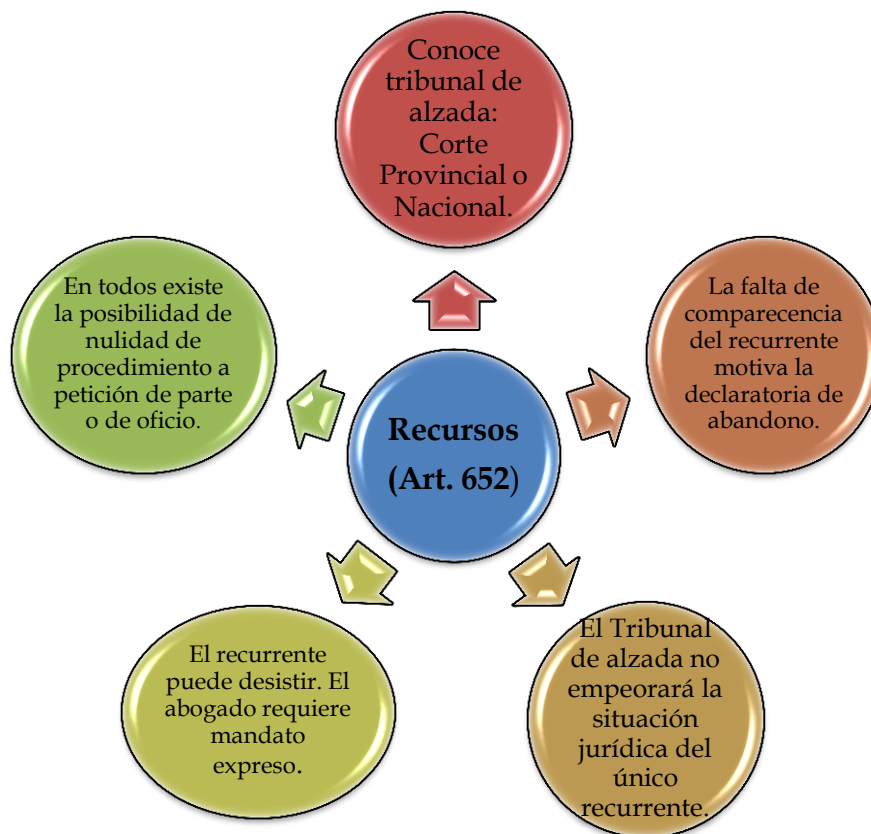 Conoce
tribunal de
alzada:
Corte
Provincial o
Nacional.
En todos existe
la posibilidad de
nulidad de
procedimiento a
petición de parte
o de oficio.
La falta de
comparecencia
del recurrente
motiva la
declaratoria de
abandono.
Recursos
(Art. 652)
El recurrente
puede desistir. El
abogado requiere
mandato
expreso.
El Tribunal
de alzada no
empeorará la
situación
jurídica del
único
recurrente.